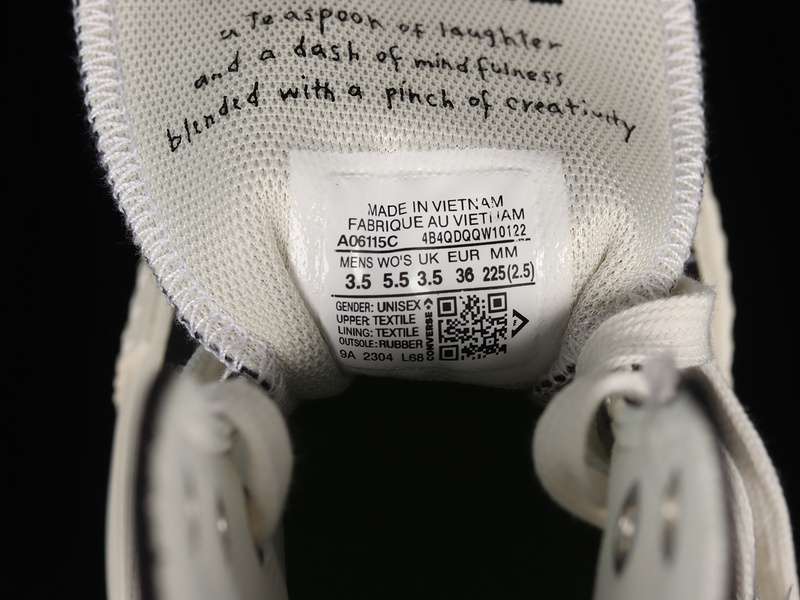 a teaspoon of laughter
and a dash of mindfulness
blended with a pinch of creativity
MADE IN VIETNAM
FABRIQUE AU VIETNAM
A06115C 4B4QDQQW10122
MENS WO'S UK EUR MM
3.5 5.5 3.5 36 225(2.5)
GENDER: UNISEX
UPPER: TEXTILE
LINING: TEXTILE
OUTSOLE: RUBBER
9A 2304 L68
CONVERSE